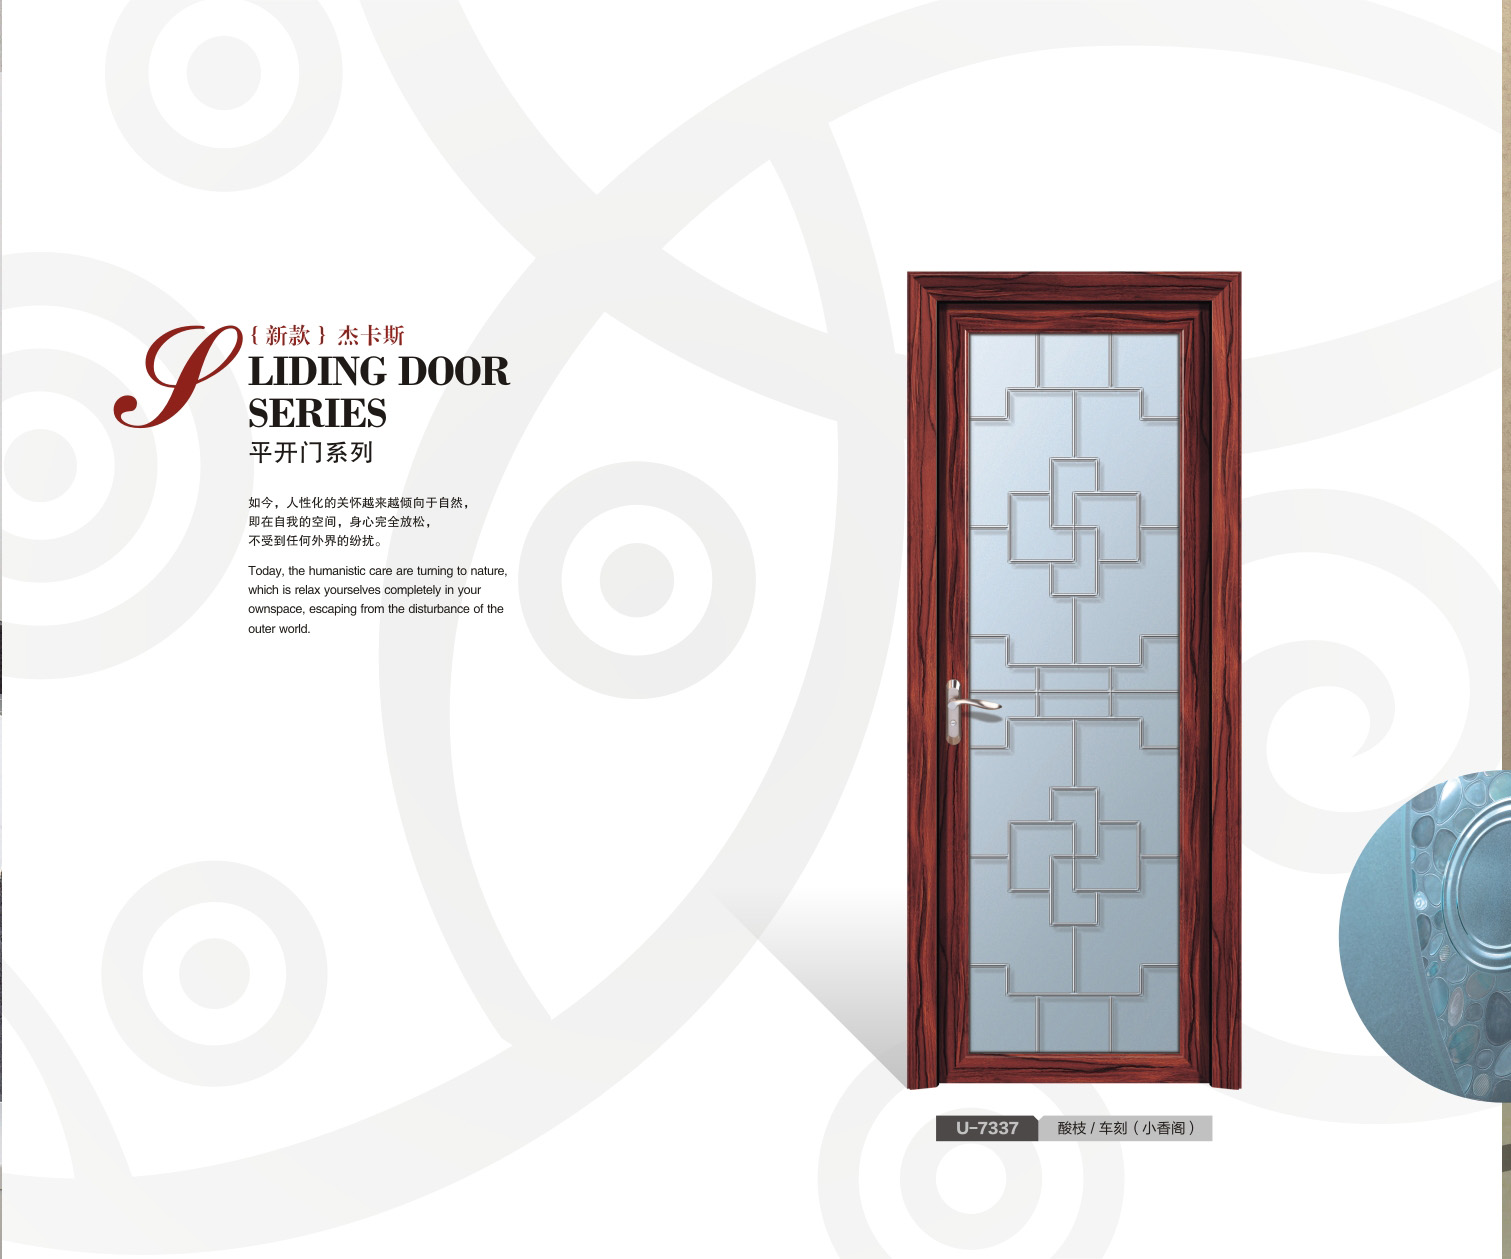 { 新款 } 杰卡斯
SLIDING DOOR
SERIES
平开门系列
如今，人性化的关怀越来越倾向于自然，
即在自我的空间，身心完全放松，
不受到任何外界的纷扰。
Today, the humanistic care are turning to nature,
which is relax yourselves completely in your
ownspace, escaping from the disturbance of the
outer world.
U-7337 酸枝 / 车刻（小香阁）